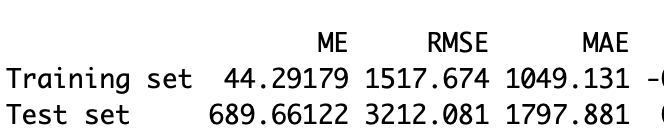 ME RMSE MAE
Training set 44.29179 1517.674 1049.131
Test set 689.66122 3212.081 1797.881